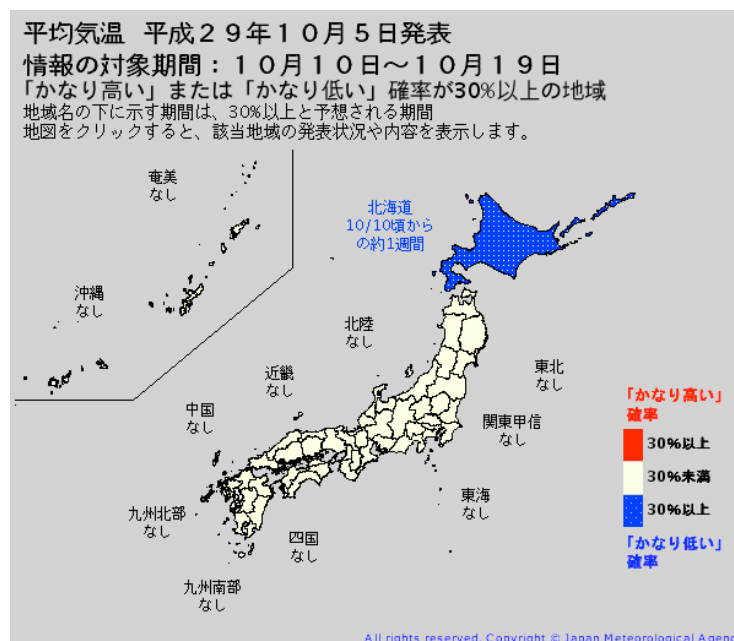 平均気温 平成２９年１０月５日発表
情報の対象期間：１０月１０日～１０月１９日
「かなり高い」または「かなり低い」確率が30%以上の地域
地域名の下に示す期間は、30%以上と予想される期間
地図をクリックすると、該当地域の発表状況や内容を表示します。
奄美
なし
北海道
10/10頃から
の約1週間
沖縄
なし
北陸
なし
近畿
なし
東北
なし
中国
なし
関東甲信
なし
「かなり高い」
確率
30%以上
30%未満
30%以上
「かなり低い」
確率
東海
なし
九州北部
なし
四国
なし
九州南部
なし
All rights reserved. Copyright © Japan Meteorological Agenc